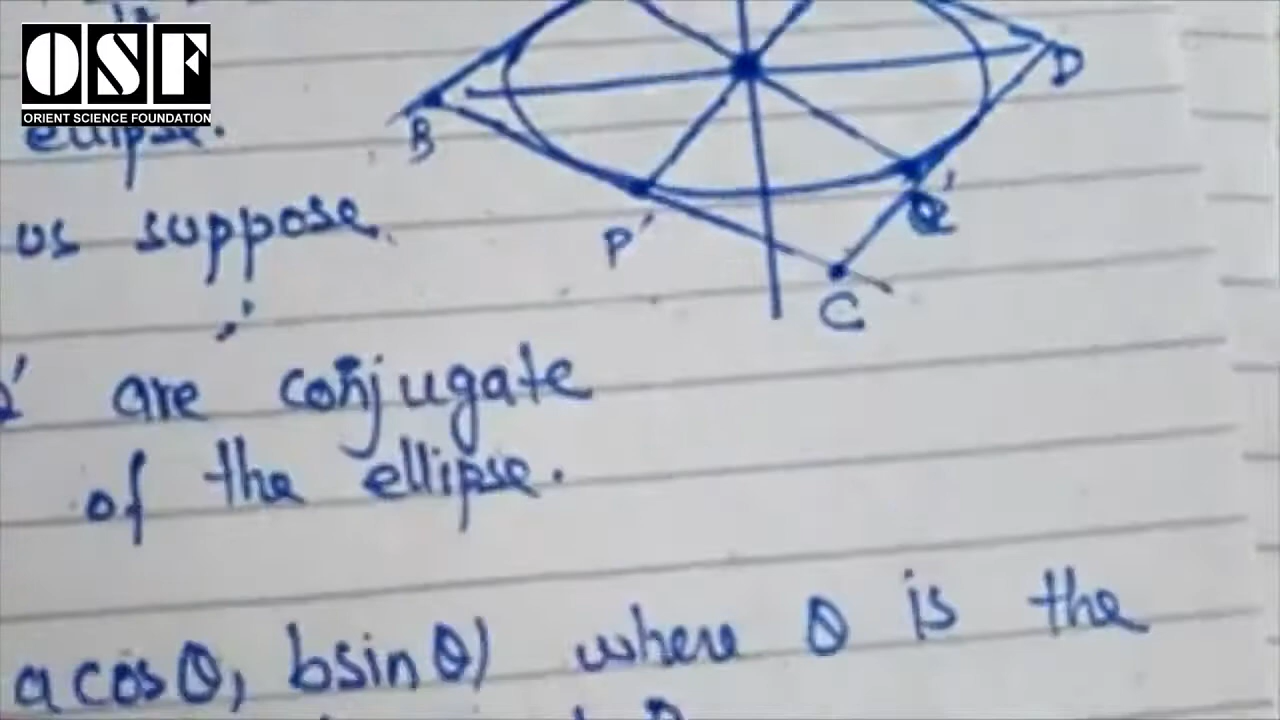 OSF
ORIENT SCIENCE FOUNDATION
ellipse.
B
D
us suppose
P'
Q'
C
are conjugate
of the ellipse.
a cos θ, b sin θ) where θ is the